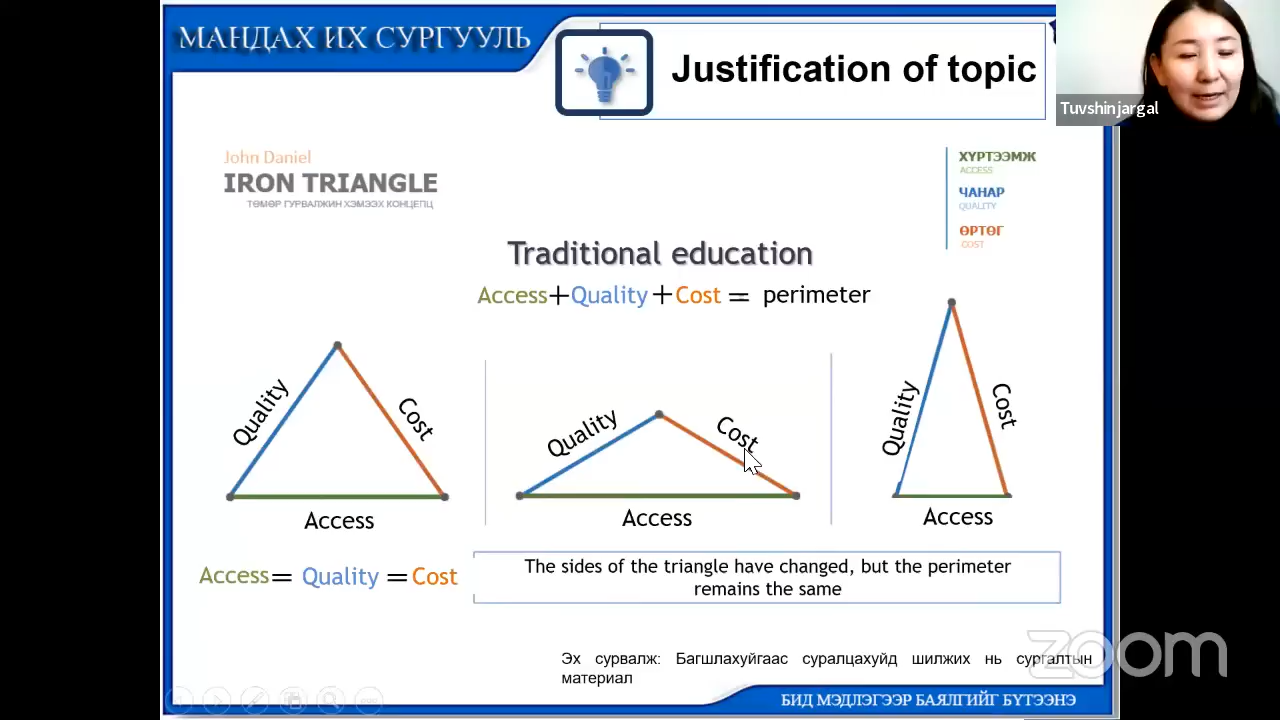 МАНДАХ ИХ СУРГУУЛЬ
Justification of topic
Tuvshinjargal
John Daniel
IRON TRIANGLE
ТӨМӨР ГУРВАЛЖИН ХЭМЭЭХ КОНЦЕПЦ
ХҮРТЭЭМЖ
ACCESS
ЧАНАР
QUALITY
ӨРТӨГ
COST
Traditional education
Access+Quality+Cost = perimeter
Quality
Cost
Access
Quality
Cost
Access
Quality
Cost
Access
Access= Quality =Cost
The sides of the triangle have changed, but the perimeter
remains the same
Эх сурвалж: Багшлахуйгаас суралцахуйд шилжих нь сургалтын
материал
zoom
БИД МЭДЛЭГЭЭР БАЯЛГИЙГ БҮТЭЭНЭ